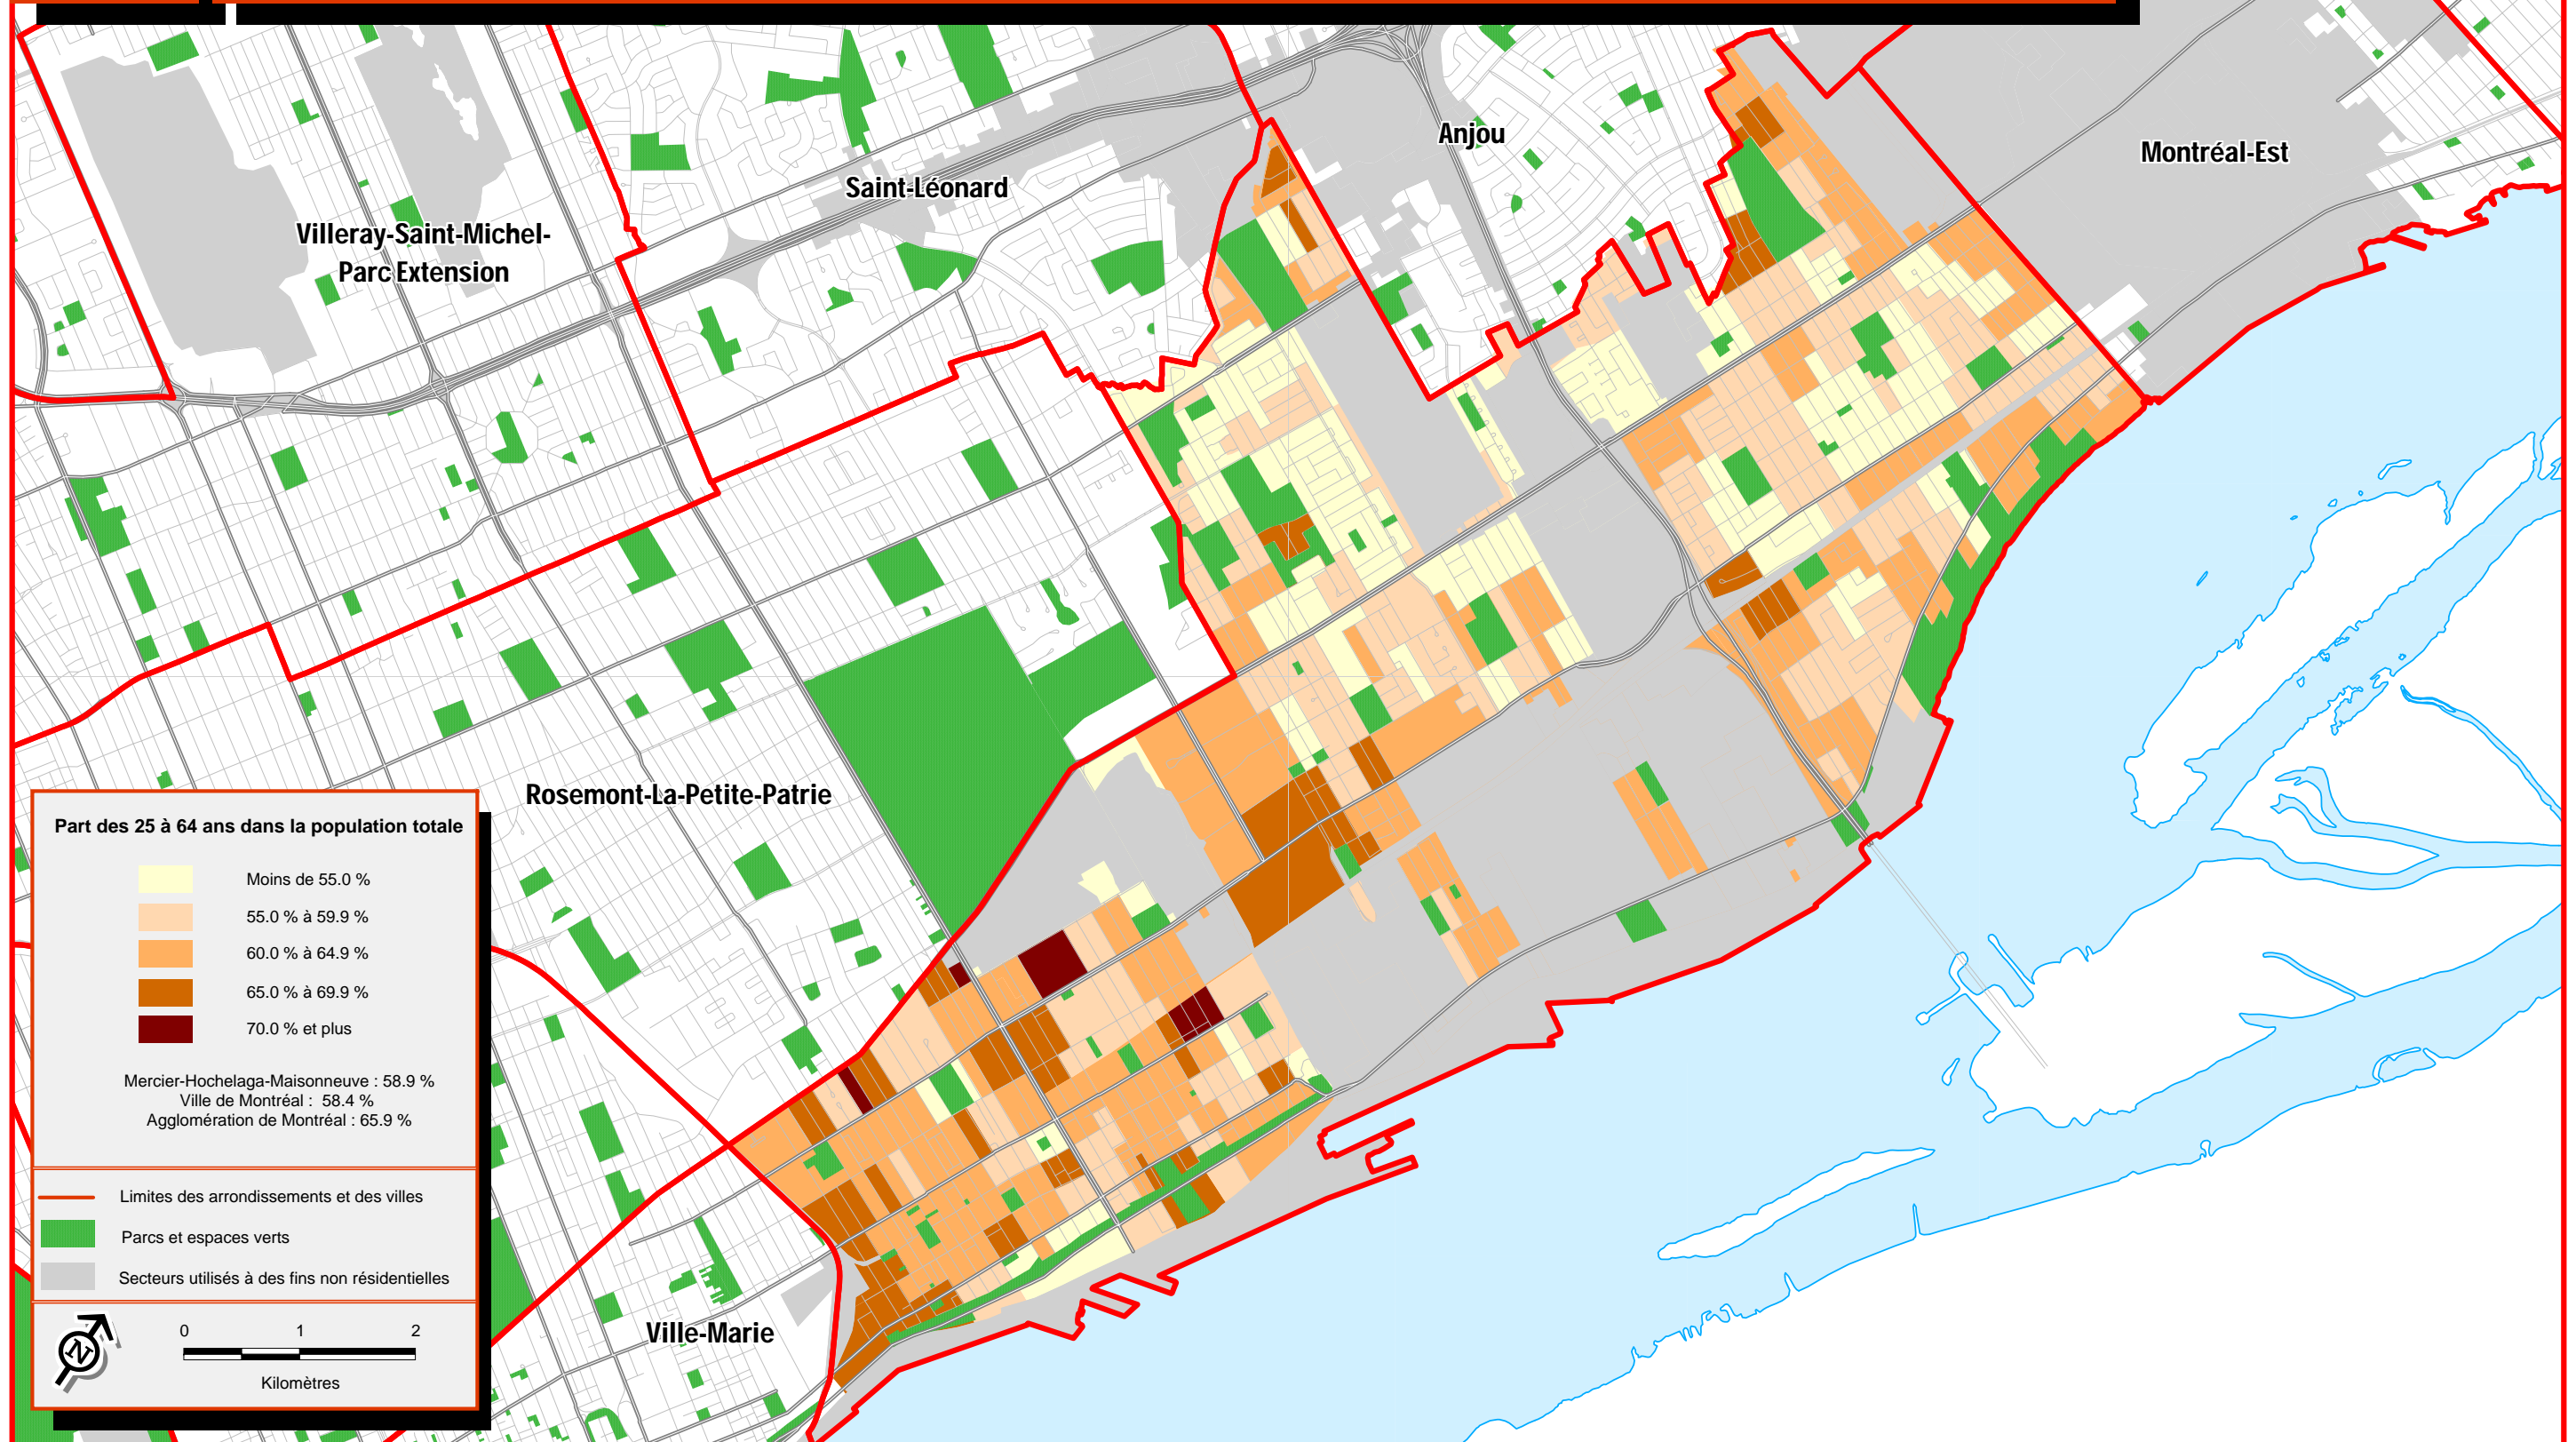 Anjou
Montréal-Est
Saint-Léonard
Villeray-Saint-Michel-
Parc Extension
Rosemont-La-Petite-Patrie
Ville-Marie
Part des 25 à 64 ans dans la population totale
Moins de 55.0 %
55.0 % à 59.9 %
60.0 % à 64.9 %
65.0 % à 69.9 %
70.0 % et plus
Mercier-Hochelaga-Maisonneuve : 58.9 %
Ville de Montréal : 58.4 %
Agglomération de Montréal : 65.9 %
Limites des arrondissements et des villes
Parcs et espaces verts
Secteurs utilisés à des fins non résidentielles
N
0 1 2
Kilomètres